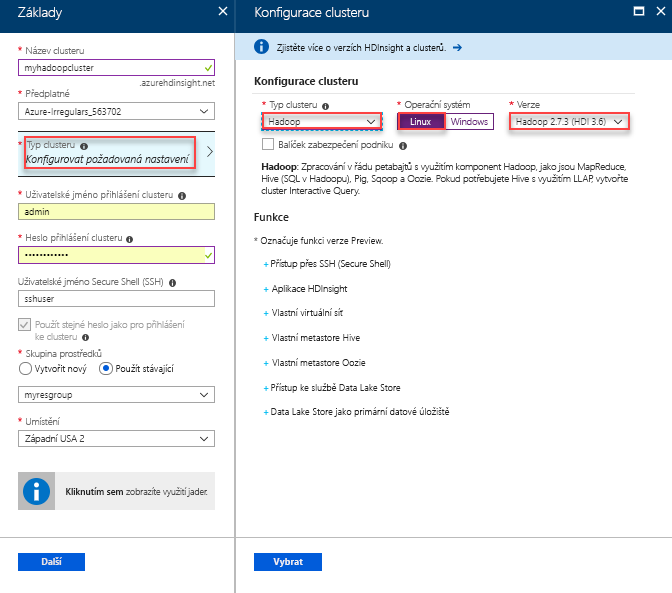 Základy
* Název clusteru
myhadoopcluster
.azurehdinsight.net
* Předplatné
Azure-Irregulars_563702
* Typ clusteru
Konfigurovat požadovaná nastavení
* Uživatelské jméno přihlášení clusteru
admin
* Heslo přihlášení clusteru
••••••••••••
Uživatelské jméno Secure Shell (SSH)
sshuser
Použít stejné heslo jako pro přihlášení
ke clusteru
* Skupina prostředků
Vytvořit nový Použít stávající
myresgroup
* Umístění
Západní USA 2
Kliknutím sem zobrazíte využití jader.
Další
Konfigurace clusteru
Zjistěte více o verzích HDInsight a clusterů.
Konfigurace clusteru
* Typ clusteru * Operační systém * Verze
Hadoop Linux Windows Hadoop 2.7.3 (HDI 3.6)
Balíček zabezpečení podniku
Hadoop: Zpracování v řádu petabajtů s využitím komponent Hadoop, jako jsou MapReduce,
Hive (SQL v Hadoopu), Pig, Sqoop a Oozie. Pokud potřebujete Hive s využitím LLAP, vytvořte
cluster Interactive Query.
Funkce
* Označuje funkci verze Preview.
+ Přístup přes SSH (Secure Shell)
+ Aplikace HDInsight
+ Vlastní virtuální síť
+ Vlastní metastore Hive
+ Vlastní metastore Oozie
+ Přístup ke službě Data Lake Store
+ Data Lake Store jako primární datové úložiště
Vybrat